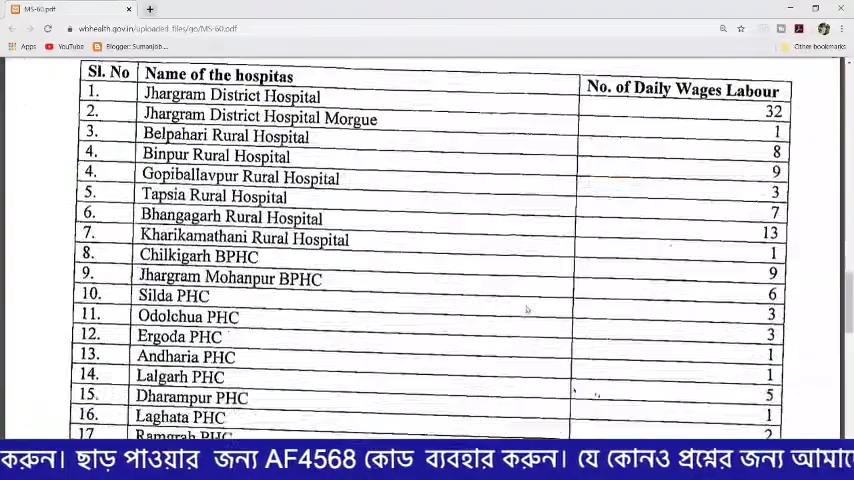 MS-60.pdf
wbhealth.gov.in/uploaded_files/go/MS-60.pdf
Apps YouTube Blogger: Sumanjob... Other bookmarks
Sl. No Name of the hospitas No. of Daily Wages Labour
1. Jhargram District Hospital 32
2. Jhargram District Hospital Morgue 1
3. Belpahari Rural Hospital 8
4. Binpur Rural Hospital 9
4. Gopiballavpur Rural Hospital 3
5. Tapsia Rural Hospital 7
6. Bhangagarh Rural Hospital 13
7. Kharikamathani Rural Hospital 1
8. Chilkigarh BPHC 9
9. Jhargram Mohanpur BPHC 6
10. Silda PHC 3
11. Odolchua PHC 3
12. Ergoda PHC 1
13. Andharia PHC 1
14. Lalgarh PHC 5
15. Dharampur PHC 1
16. Laghata PHC 2
17 Ramgrah PHC
করুন। ছাড় পাওয়ার জন্য AF4568 কোড ব্যবহার করুন। যে কোনও প্রশ্নের জন্য আমাদে